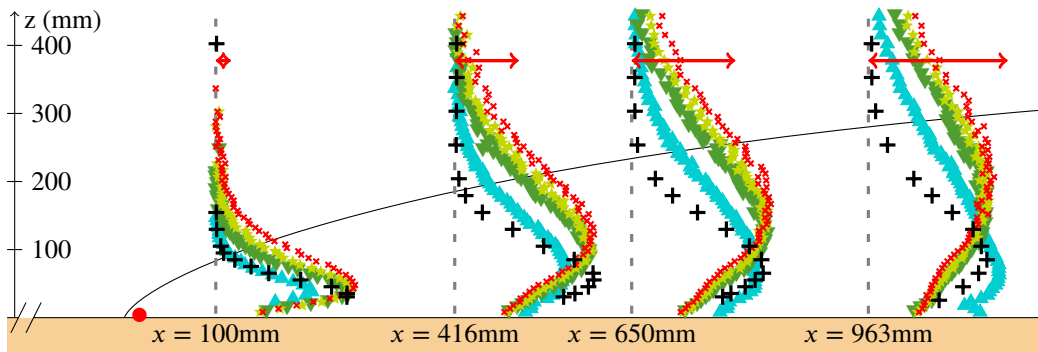 z (mm)
400
300
200
100
x = 100mm x = 416mm x = 650mm x = 963mm